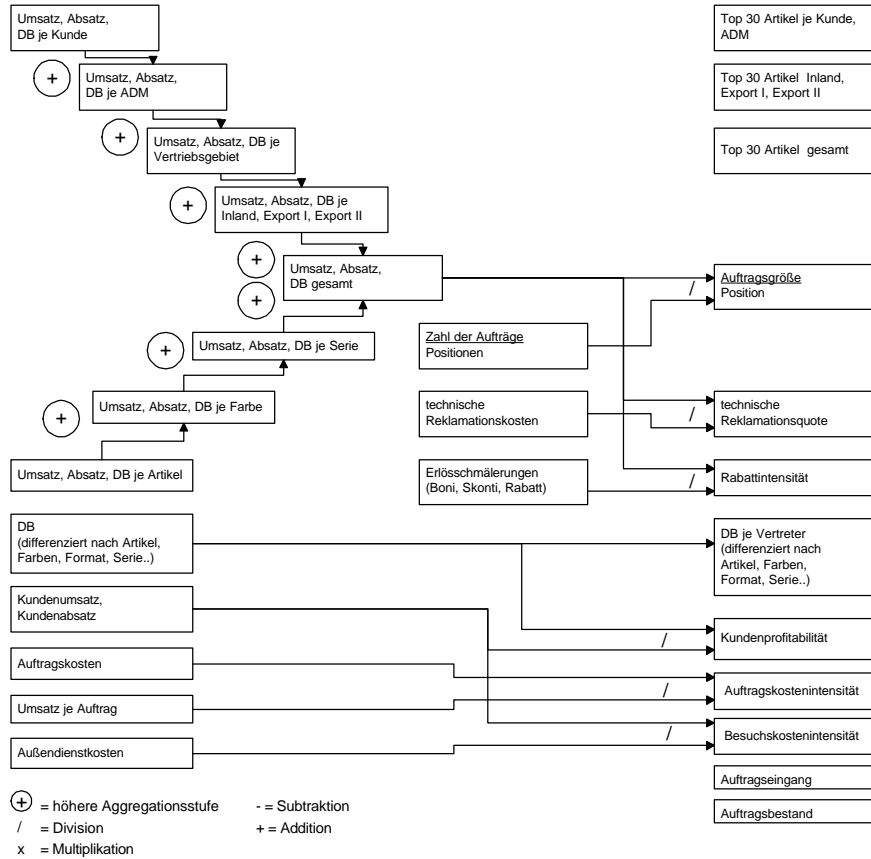 Umsatz, Absatz,
DB je Kunde
Top 30 Artikel je Kunde,
ADM
+
Umsatz, Absatz,
DB je ADM
Top 30 Artikel Inland,
Export I, Export II
+
Umsatz, Absatz, DB je
Vertriebsgebiet
Top 30 Artikel gesamt
+
Umsatz, Absatz, DB je
Inland, Export I, Export II
+
Umsatz, Absatz,
DB gesamt
+
/
Auftragsgröße
Position
+
Umsatz, Absatz, DB je Serie
Zahl der Aufträge
Positionen
+
Umsatz, Absatz, DB je Farbe
technische
Reklamationskosten
/
technische
Reklamationsquote
Umsatz, Absatz, DB je Artikel
Erlösschmälerungen
(Boni, Skonti, Rabatt)
/
Rabattintensität
DB
(differenziert nach Artikel,
Farben, Format, Serie..)
DB je Vertreter
(differenziert nach
Artikel, Farben,
Format, Serie..)
Kundenumsatz,
Kundenabsatz
/
Kundenprofitabilität
Auftragskosten
/
Auftragskostenintensität
Umsatz je Auftrag
/
Besuchskostenintensität
Außendienstkosten
Auftragseingang
Auftragsbestand
+ = höhere Aggregationsstufe
- = Subtraktion
/ = Division
+ = Addition
x = Multiplikation